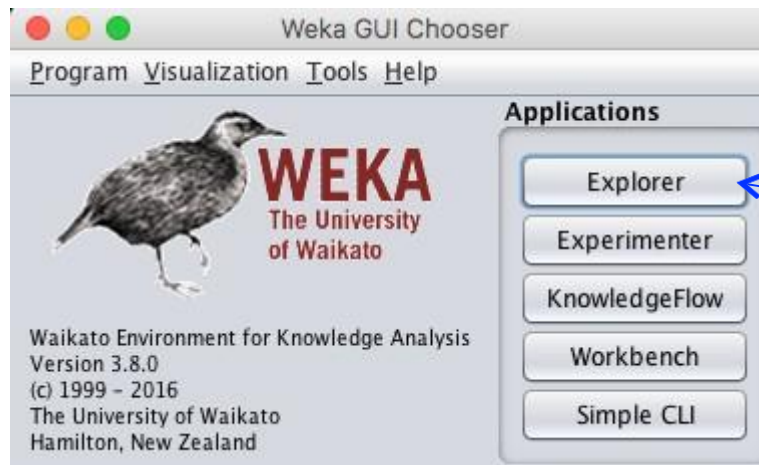 Weka GUI Chooser
Program Visualization Tools Help
WEKA
The University
of Waikato
Waikato Environment for Knowledge Analysis
Version 3.8.0
(c) 1999 - 2016
The University of Waikato
Hamilton, New Zealand
Applications
Explorer
Experimenter
KnowledgeFlow
Workbench
Simple CLI